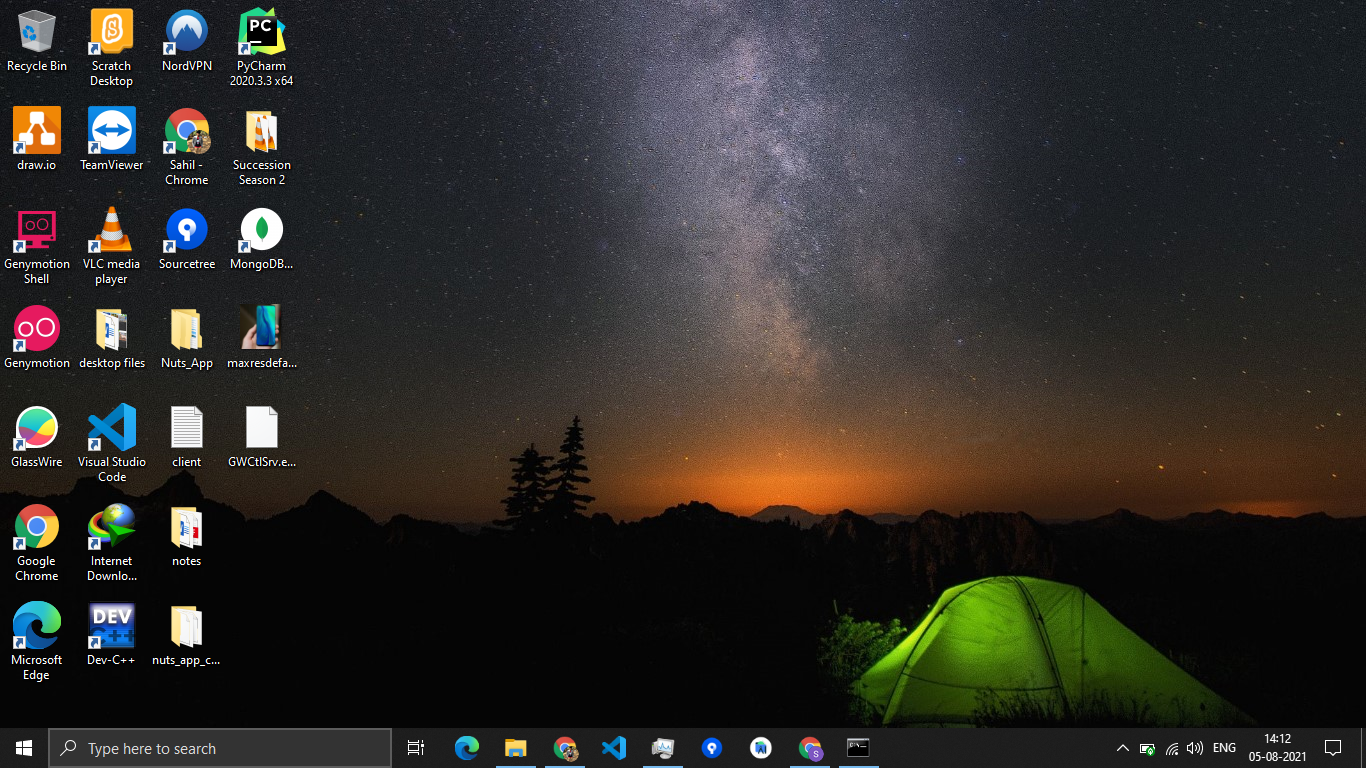 Recycle Bin
Scratch
Desktop
NordVPN
PC
PyCharm
2020.3.3 x64
draw.io
TeamViewer
Sahil -
Chrome
Succession
Season 2
Genymotion
Shell
VLC media
player
Sourcetree
MongoDB...
Genymotion
desktop files
Nuts_App
maxresdefa...
GlassWire
Visual Studio
Code
client
GWCtlSrv.e...
Google
Chrome
Internet
Downlo...
notes
Microsoft
Edge
DEV
C++
Dev-C++
nuts_app_c...
Type here to search
S
C:\_
ENG
14:12
05-08-2021